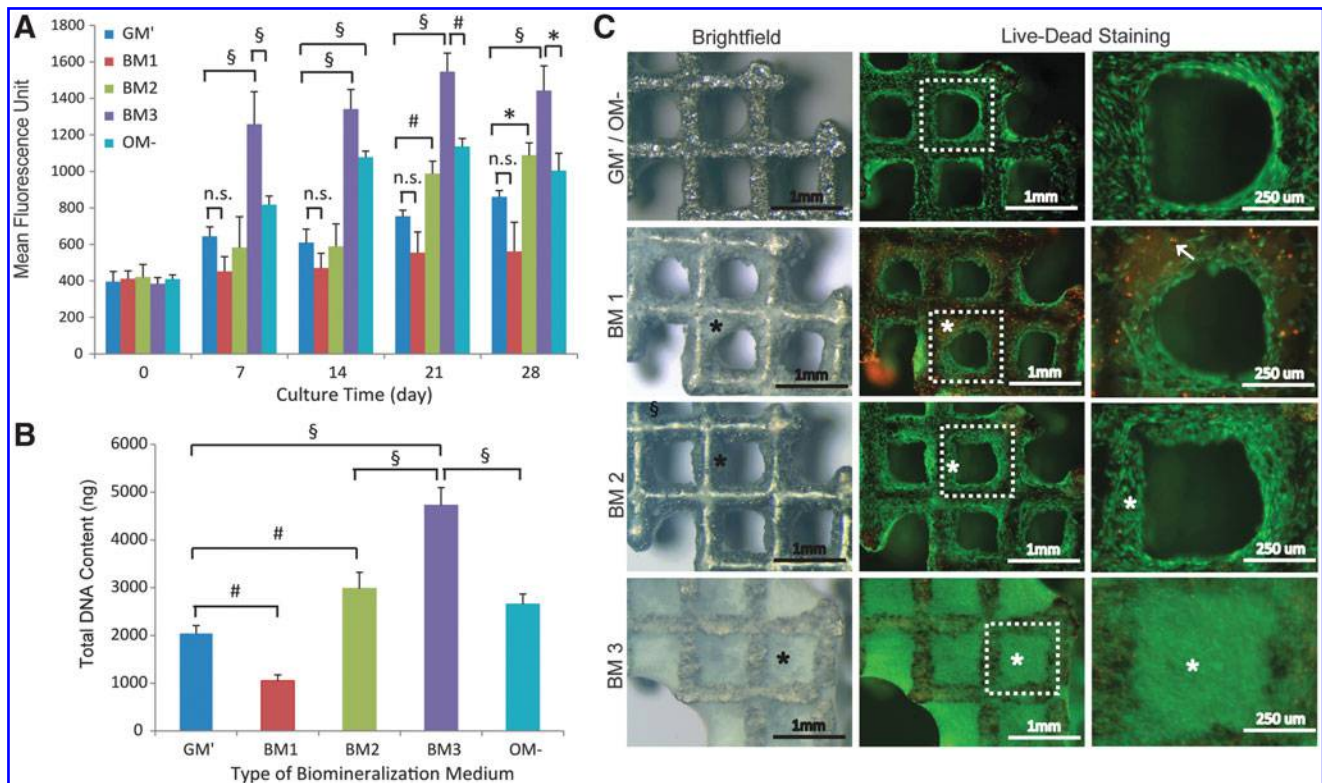 A
1800
1600
1400
1200
1000
800
600
400
200
0
Mean Fluorescence Unit
GM'
BM1
BM2
BM3
OM-
n.s.
§
§
n.s.
§
§
n.s.
#
§
#
n.s.
*
§
*
0 7 14 21 28
Culture Time (day)
B
6000
5000
4000
3000
2000
1000
0
Total DNA Content (ng)
§
§ §
#
#
GM' BM1 BM2 BM3 OM-
Type of Biomineralization Medium
C
Brightfield Live-Dead Staining
GM' / OM-
1mm 1mm 250 um
BM 1
* *
1mm 1mm 250 um
BM 2
§
* * *
1mm 1mm 250 um
BM 3
* * *
1mm 1mm 250 um